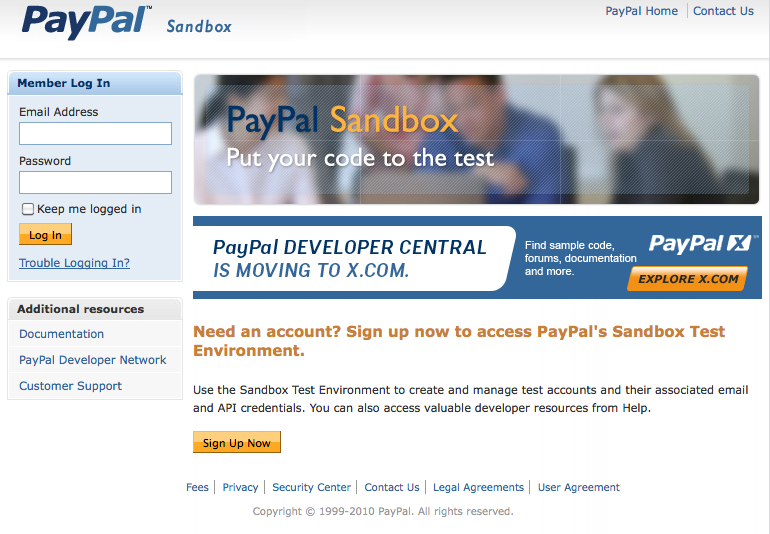 PayPal™ Sandbox
PayPal Home Contact Us
Member Log In
Email Address
Password
Keep me logged in
Log In
Trouble Logging In?
Additional resources
Documentation
PayPal Developer Network
Customer Support
PayPal Sandbox
Put your code to the test
PayPal DEVELOPER CENTRAL
IS MOVING TO X.COM.
Find sample code,
forums, documentation
and more.
PayPal X
EXPLORE X.COM
Need an account? Sign up now to access PayPal's Sandbox Test
Environment.
Use the Sandbox Test Environment to create and manage test accounts and their associated email
and API credentials. You can also access valuable developer resources from Help.
Sign Up Now
Fees Privacy Security Center Contact Us Legal Agreements User Agreement
Copyright © 1999-2010 PayPal. All rights reserved.